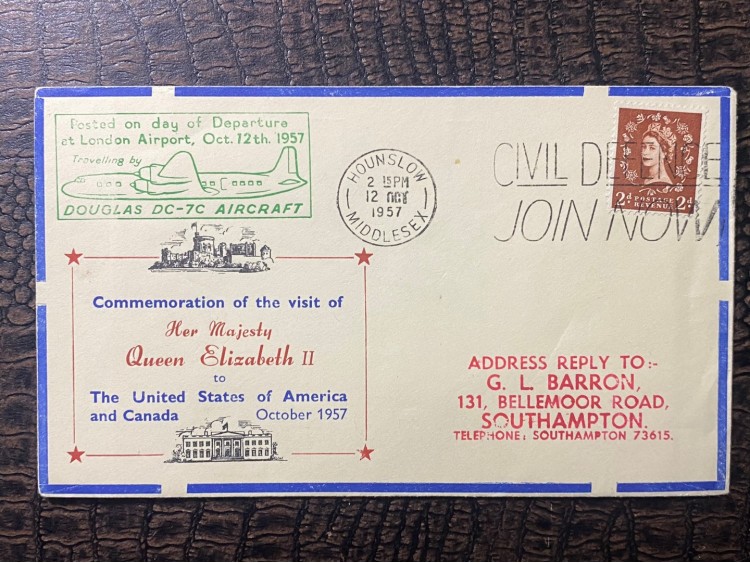 Posted on day of Departure
at London Airport, Oct. 12th. 1957
Travelling by
DOUGLAS DC-7C AIRCRAFT
HOUNSLOW
2 15 PM
12 OCT
1957
MIDDLESEX
CIVIL DEFENCE
JOIN NOW
2D POSTAGE REVENUE 2D
Commemoration of the visit of
Her Majesty
Queen Elizabeth II
to
The United States of America
and Canada October 1957
ADDRESS REPLY TO:-
G. L. BARRON,
131, BELLEMOOR ROAD,
SOUTHAMPTON.
TELEPHONE: SOUTHAMPTON 73615.